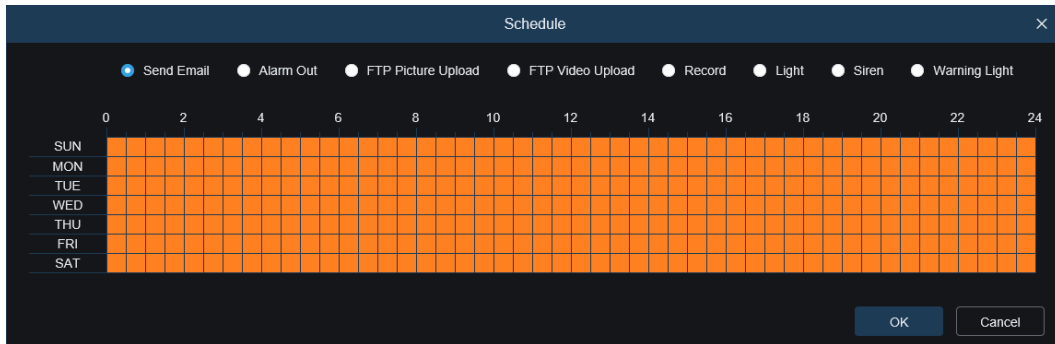 Schedule
Send Email Alarm Out FTP Picture Upload FTP Video Upload Record Light Siren Warning Light
0 2 4 6 8 10 12 14 16 18 20 22 24
SUN
MON
TUE
WED
THU
FRI
SAT
OK Cancel